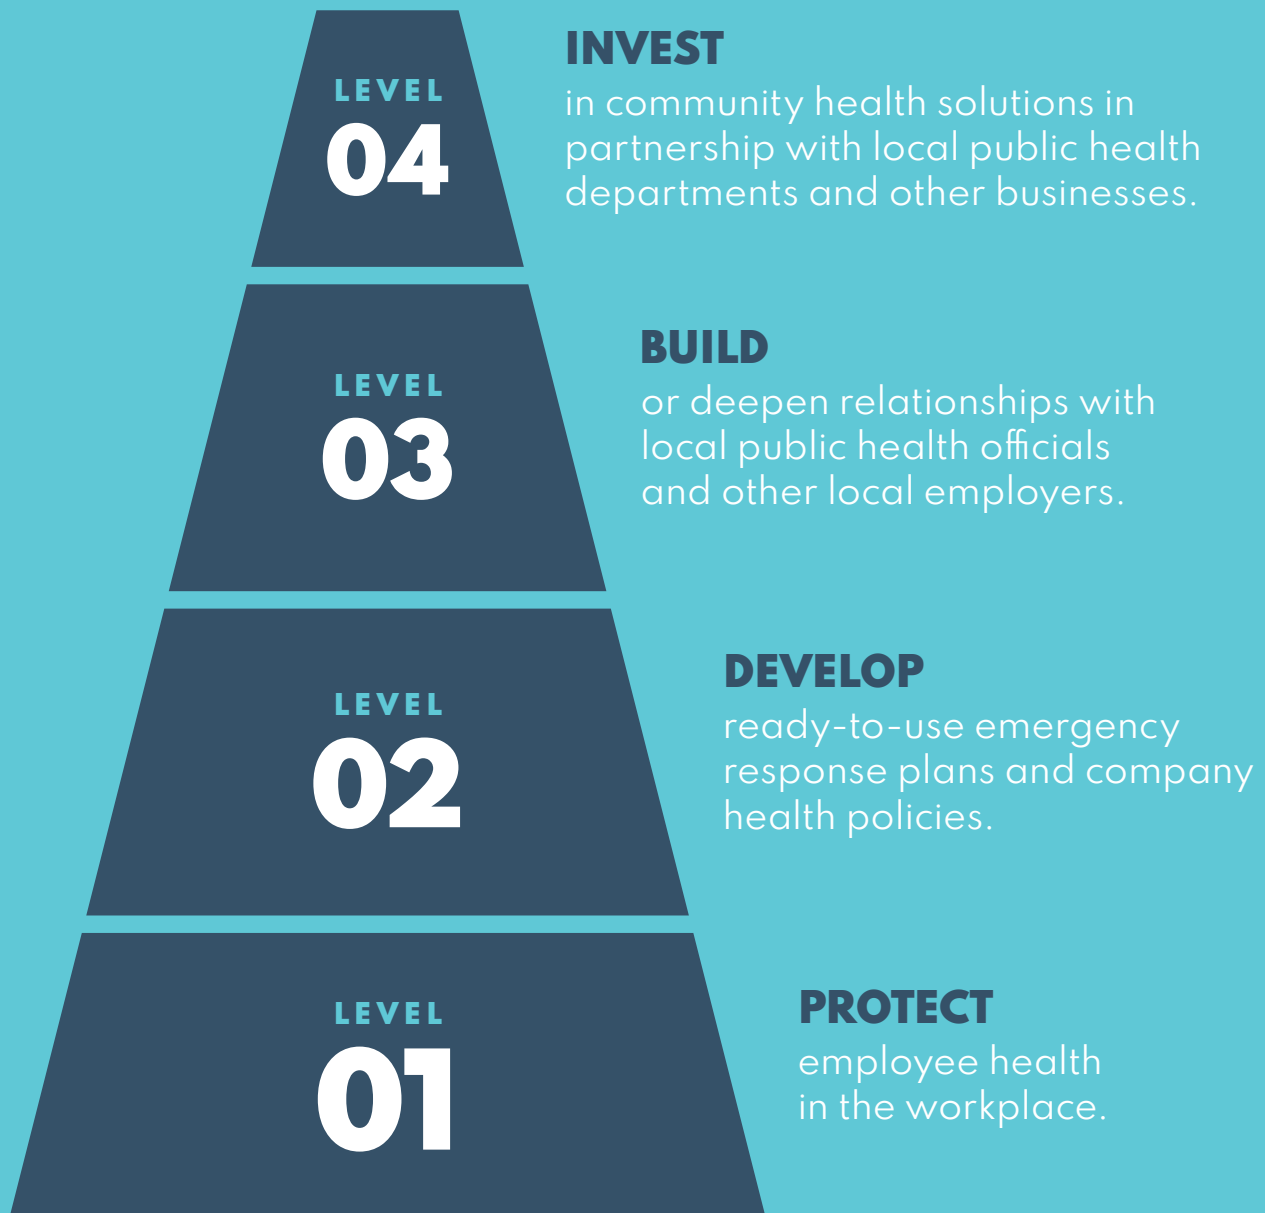 LEVEL
04
INVEST
in community health solutions in
partnership with local public health
departments and other businesses.
LEVEL
03
BUILD
or deepen relationships with
local public health officials
and other local employers.
LEVEL
02
DEVELOP
ready-to-use emergency
response plans and company
health policies.
LEVEL
01
PROTECT
employee health
in the workplace.